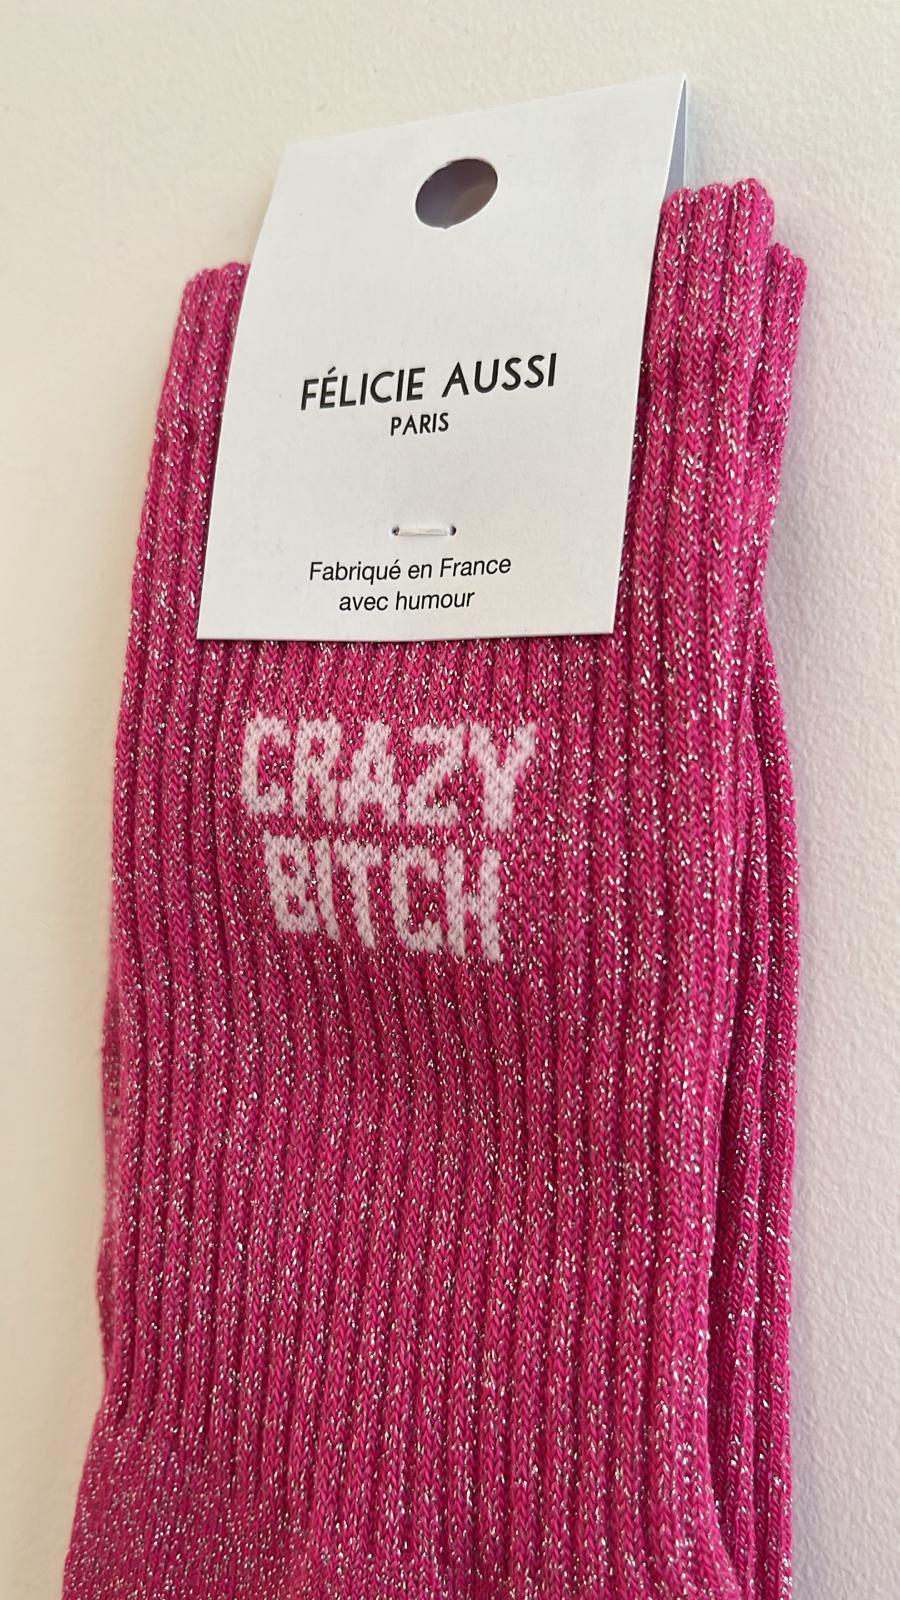 FÉLICIE AUSSI
PARIS
Fabriqué en France
avec humour
CRAZY
BITCH